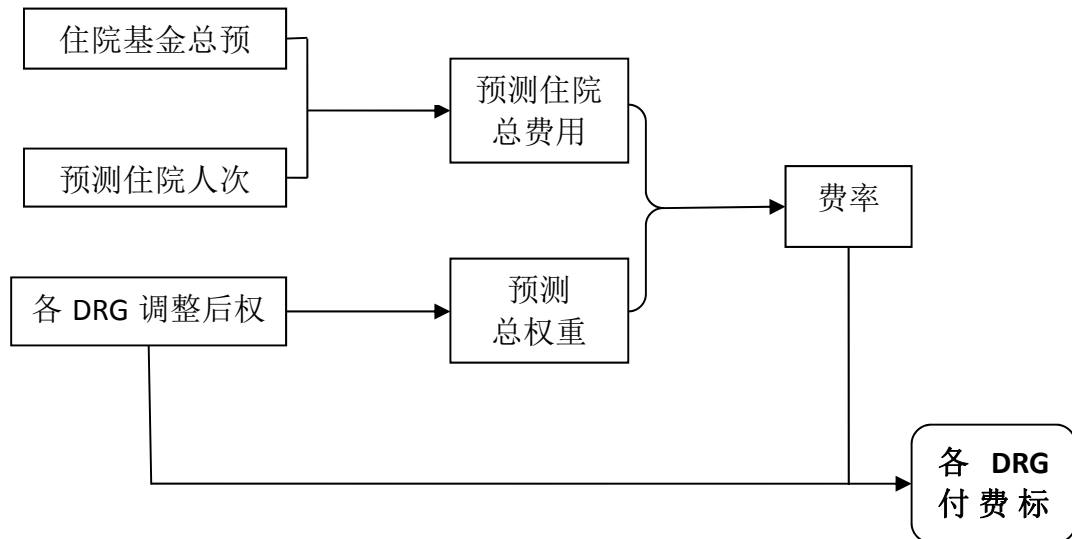 住院基金总预
预测住院人次
各 DRG 调整后权
预测住院
总费用
预测
总权重
费率
各 DRG
付费标